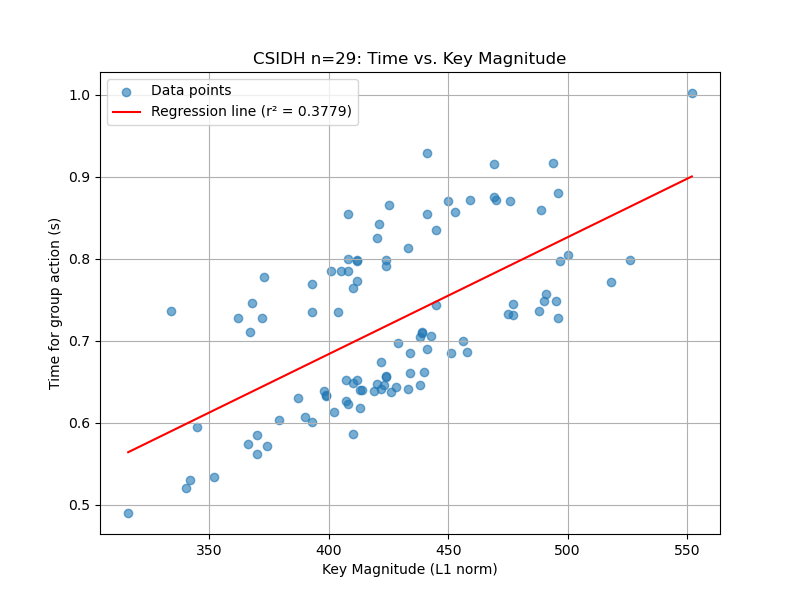 CSIDH n=29: Time vs. Key Magnitude
Data points
Regression line (r² = 0.3779)
1.0
0.9
0.8
0.7
0.6
0.5
Time for group action (s)
350
400
450
500
550
Key Magnitude (L1 norm)